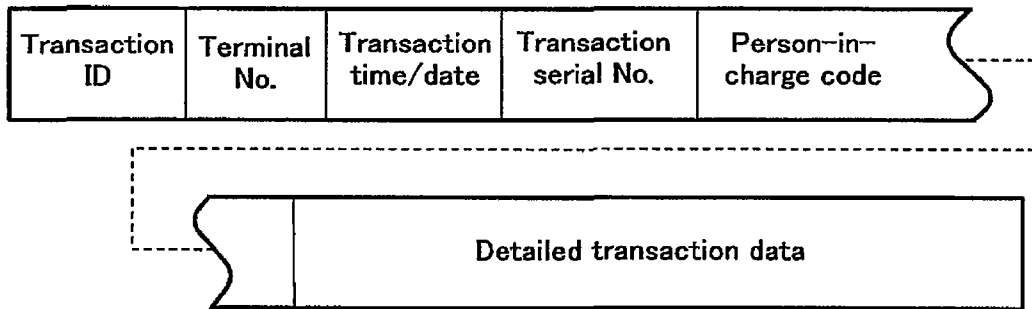 Transaction
ID
Terminal
No.
Transaction
time/date
Transaction
serial No.
Person-in-
charge code
Detailed transaction data